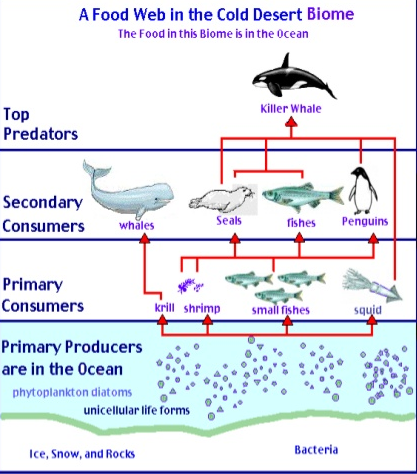 A Food Web in the Cold Desert Biome
The Food in this Biome is in the Ocean
Killer Whale
Top
Predators
Secondary
Consumers
whales
Seals
fishes
Penguins
Primary
Consumers
krill
shrimp
small fishes
squid
Primary Producers
are in the Ocean
phytoplankton diatoms
unicellular life forms
Ice, Snow, and Rocks
Bacteria